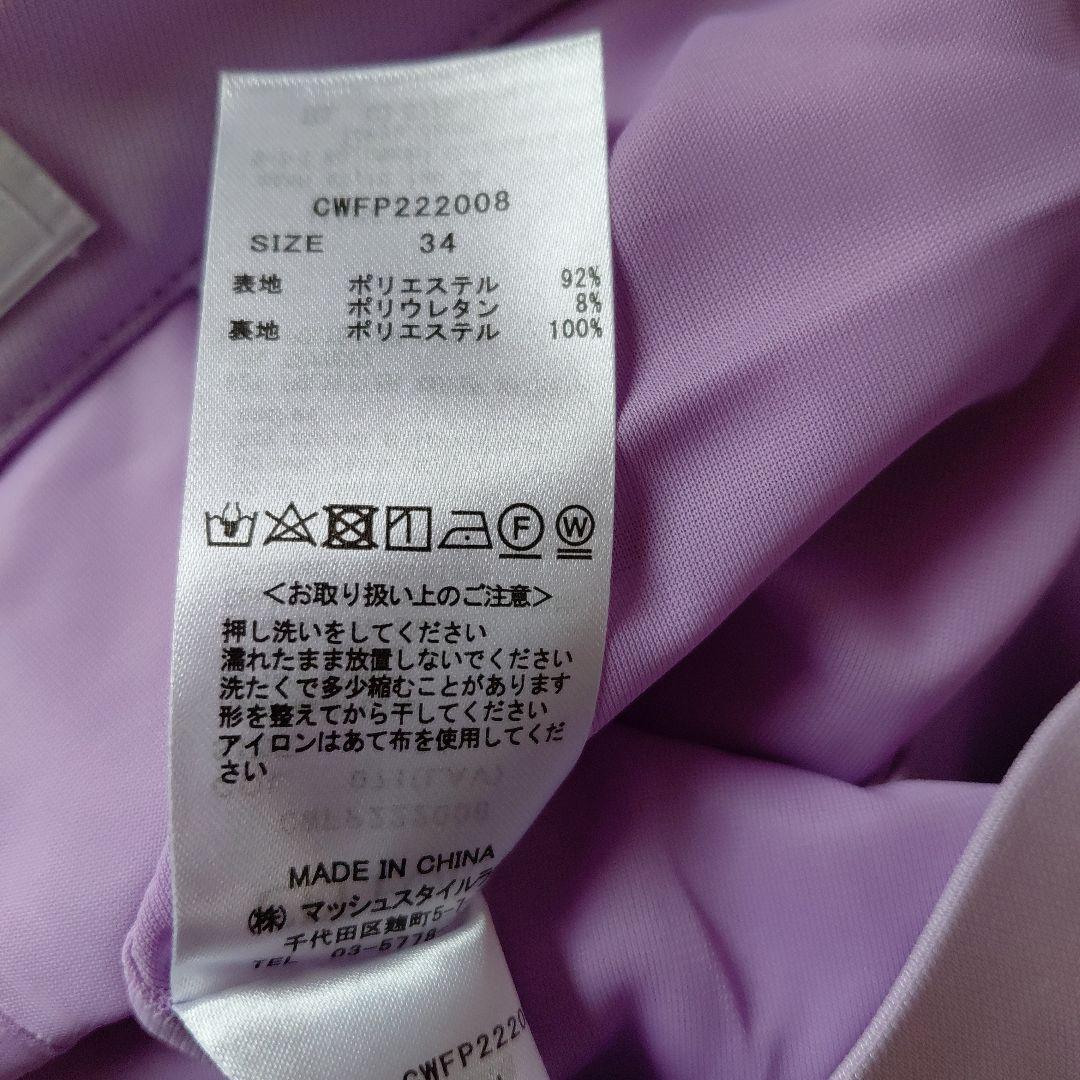 CWFP222008
SIZE 34
表地 ポリエステル 92%
ポリウレタン 8%
裏地 ポリエステル 100%
F W
<お取り扱い上のご注意>
押し洗いをしてください
濡れたまま放置しないでください
洗たくで多少縮むことがあります
形を整えてから干してください
アイロンはあて布を使用してくだ
さい
MADE IN CHINA
(株) マッシュスタイルラ
千代田区麹町5-7
TEL 03-5778-
CWFP2220